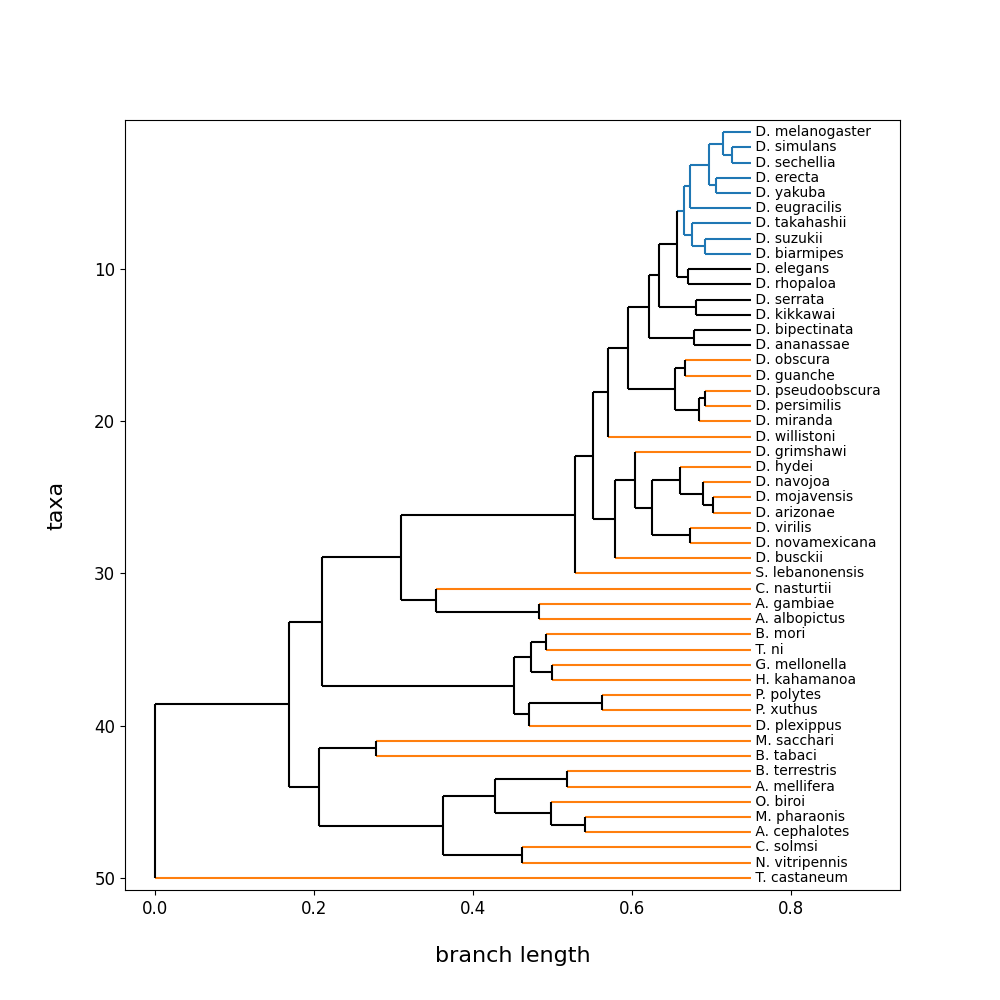 D. melanogaster
D. simulans
D. sechellia
D. erecta
D. yakuba
D. eugracilis
D. takahashii
D. suzukii
D. biarmipes
10
D. elegans
D. rhopaloa
D. serrata
D. kikkawai
D. bipectinata
D. ananassae
D. obscura
D. guanche
D. pseudoobscura
D. persimilis
20
D. miranda
D. willistoni
D. grimshawi
D. hydei
D. navojoa
D. mojavensis
taxa
D. arizonae
D. virilis
D. novamexicana
D. busckii
30
S. lebanonensis
C. nasturtii
A. gambiae
A. albopictus
B. mori
T. ni
G. mellonella
H. kahamanoa
P. polytes
P. xuthus
40
D. plexippus
M. sacchari
B. tabaci
B. terrestris
A. mellifera
O. biroi
M. pharaonis
A. cephalotes
C. solmsi
N. vitripennis
50
T. castaneum
0.0 0.2 0.4 0.6 0.8
branch length